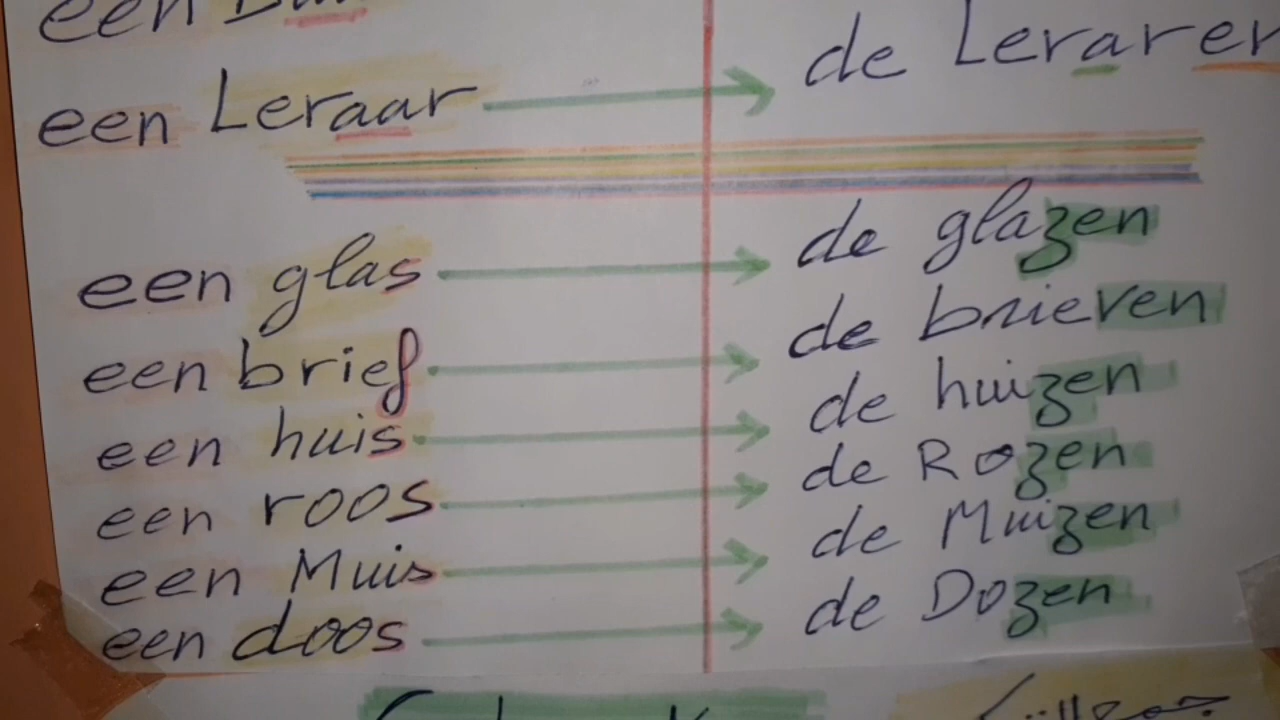 een
een Leraar de Leraren
een glas de glazen
een brief de brieven
een huis de huizen
een roos de Rozen
een Muis de Muizen
een doos de Dozen